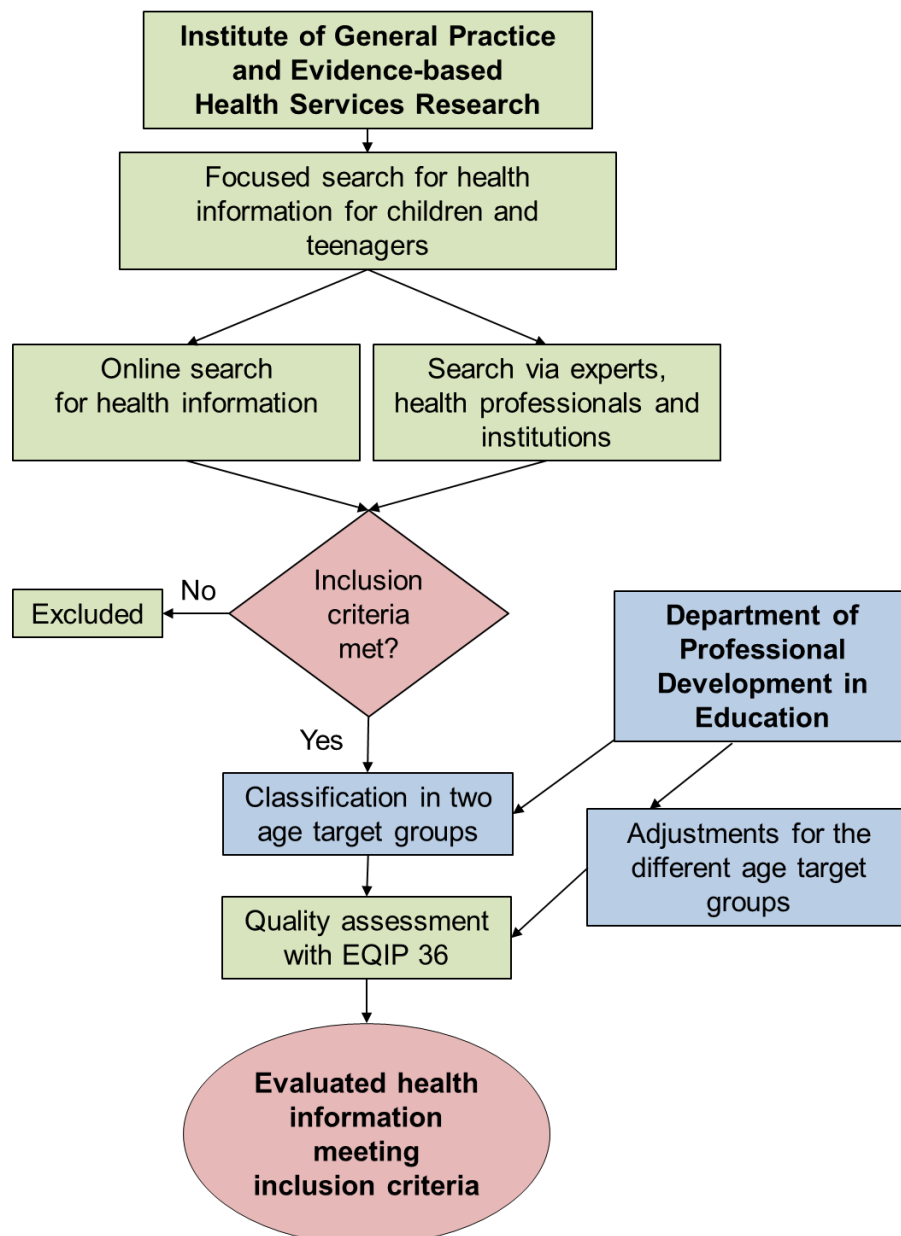 Institute of General Practice
and Evidence-based
Health Services Research
Focused search for health
information for children and
teenagers
Online search
for health information
Search via experts,
health professionals and
institutions
Inclusion
criteria
met?
No
Excluded
Department of
Professional
Development in
Education
Yes
Classification in two
age target groups
Adjustments for the
different age target
groups
Quality assessment
with EQIP 36
Evaluated health
information
meeting
inclusion criteria